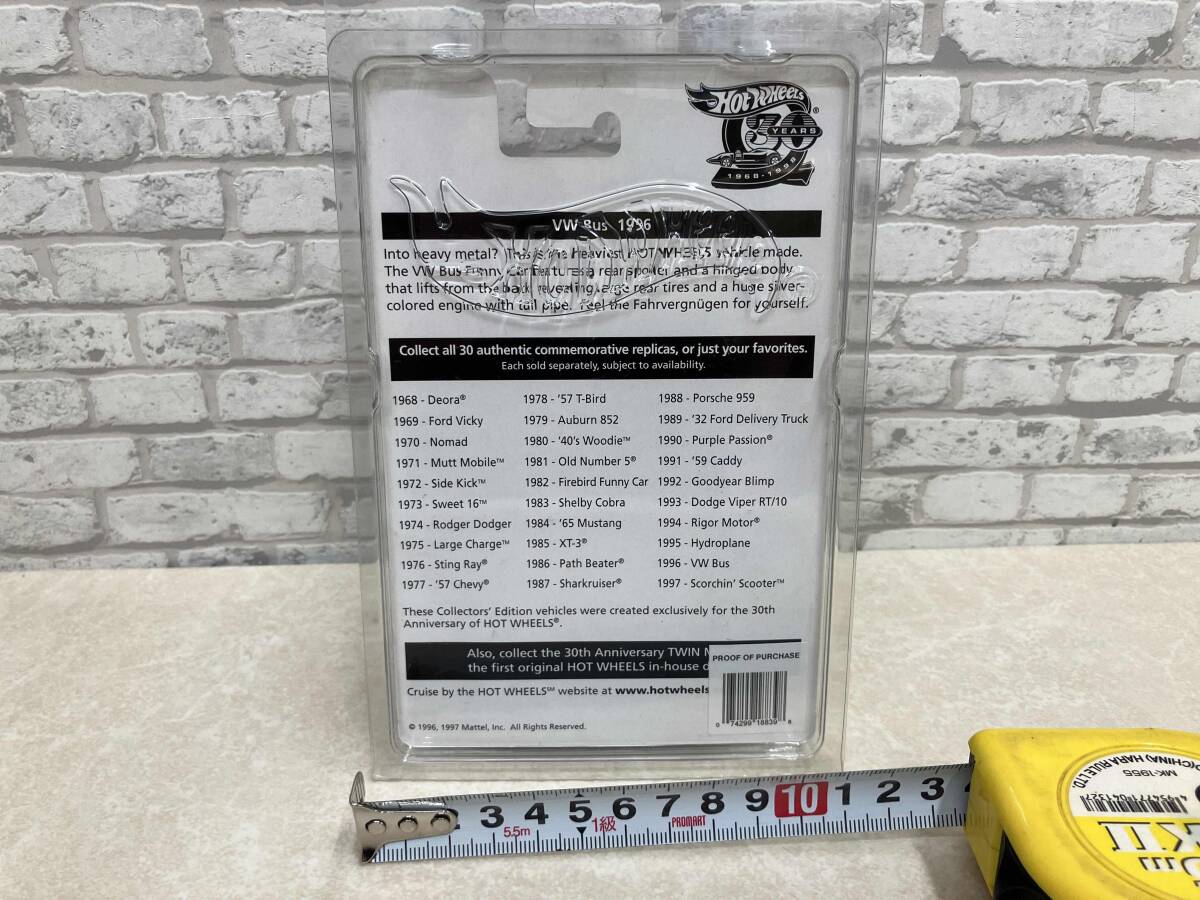 HOT WHEELS®
30
YEARS
1968-1998
VW Bus 1996
Into heavy metal? This is the heaviest HOT WHEELS vehicle made.
The VW Bus Funny Car features a rear spoiler and a hinged body
that lifts from the back revealing large rear tires and a huge silver-
colored engine with tail pipe. Feel the Fahrvergnügen for yourself.
Collect all 30 authentic commemorative replicas, or just your favorites.
Each sold separately, subject to availability.
1968 - Deora®
1969 - Ford Vicky
1970 - Nomad
1971 - Mutt Mobile™
1972 - Side Kick™
1973 - Sweet 16™
1974 - Rodger Dodger
1975 - Large Charge™
1976 - Sting Ray®
1977 - '57 Chevy®
1978 - '57 T-Bird
1979 - Auburn 852
1980 - '40's Woodie™
1981 - Old Number 5®
1982 - Firebird Funny Car
1983 - Shelby Cobra
1984 - '65 Mustang
1985 - XT-3®
1986 - Path Beater®
1987 - Sharkruiser®
1988 - Porsche 959
1989 - '32 Ford Delivery Truck
1990 - Purple Passion®
1991 - '59 Caddy
1992 - Goodyear Blimp
1993 - Dodge Viper RT/10
1994 - Rigor Motor®
1995 - Hydroplane
1996 - VW Bus
1997 - Scorchin' Scooter™
These Collectors' Edition vehicles were created exclusively for the 30th
Anniversary of HOT WHEELS®.
Also, collect the 30th Anniversary TWIN
the first original HOT WHEELS in-house
Cruise by the HOT WHEELS℠ website at www.hotwheels
PROOF OF PURCHASE
0 74299 18839 8
© 1996, 1997 Mattel, Inc. All Rights Reserved.
2 3 4 5 6 7 8 9 10 1 2 3
5.5m 1級 PROMART
(CHINA) HARA RULE LTD.
MK-1955